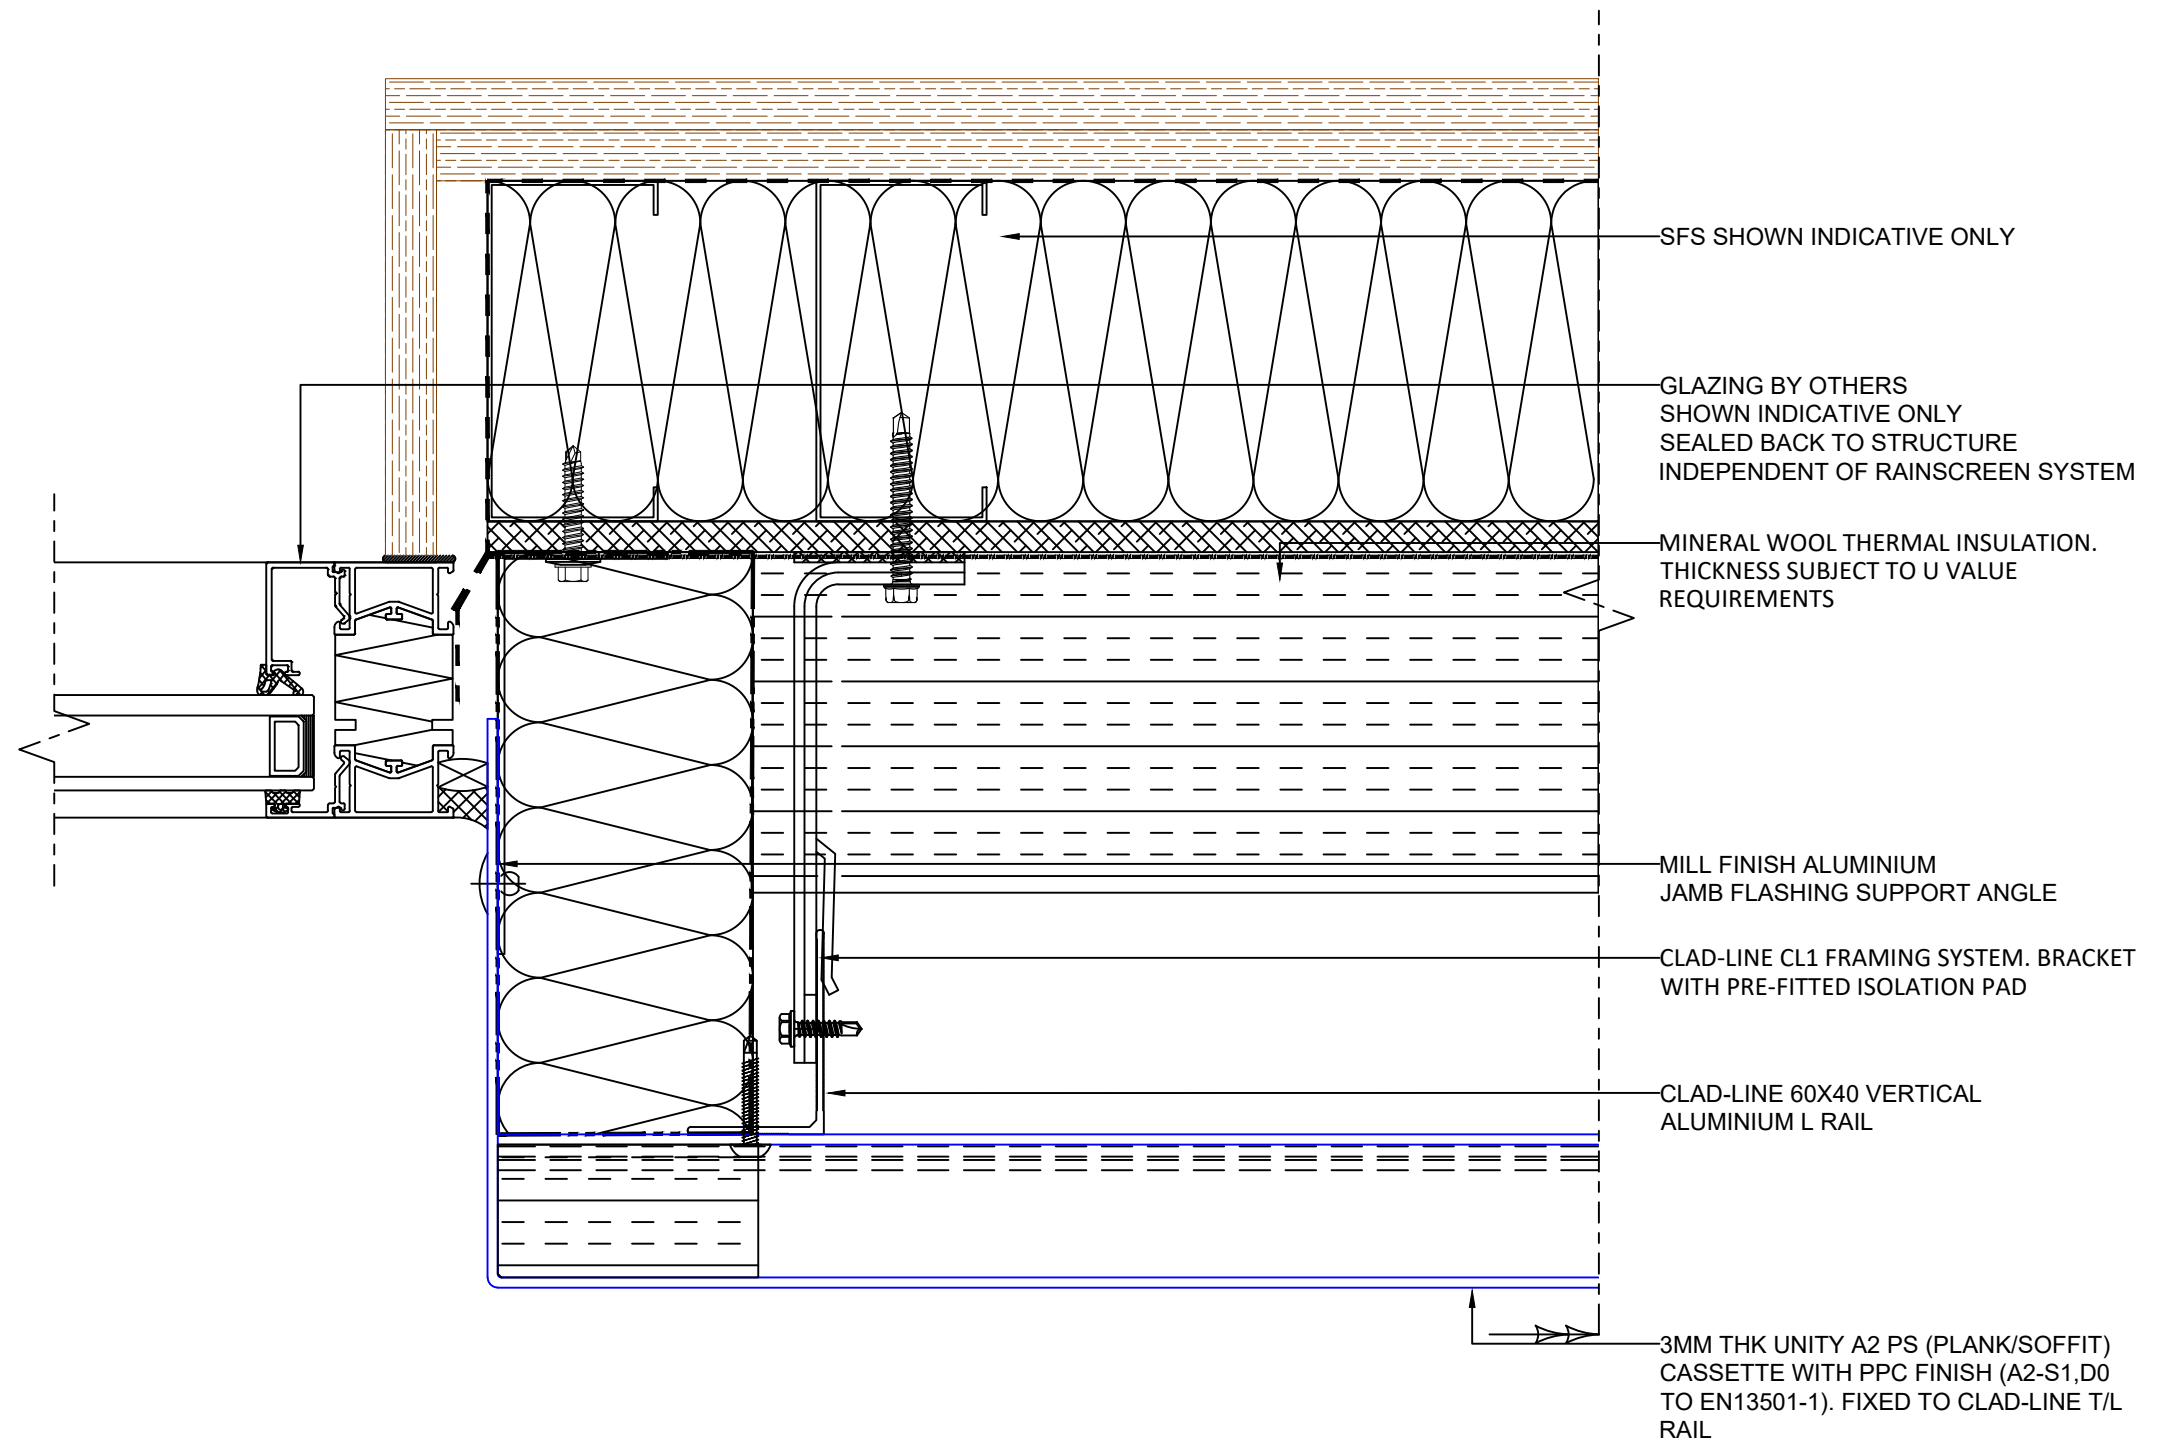 SFS SHOWN INDICATIVE ONLY
GLAZING BY OTHERS
SHOWN INDICATIVE ONLY
SEALED BACK TO STRUCTURE
INDEPENDENT OF RAINSCREEN SYSTEM
MINERAL WOOL THERMAL INSULATION.
THICKNESS SUBJECT TO U VALUE
REQUIREMENTS
MILL FINISH ALUMINIUM
JAMB FLASHING SUPPORT ANGLE
CLAD-LINE CL1 FRAMING SYSTEM. BRACKET
WITH PRE-FITTED ISOLATION PAD
CLAD-LINE 60X40 VERTICAL
ALUMINIUM L RAIL
3MM THK UNITY A2 PS (PLANK/SOFFIT)
CASSETTE WITH PPC FINISH (A2-S1,D0
TO EN13501-1). FIXED TO CLAD-LINE T/L
RAIL